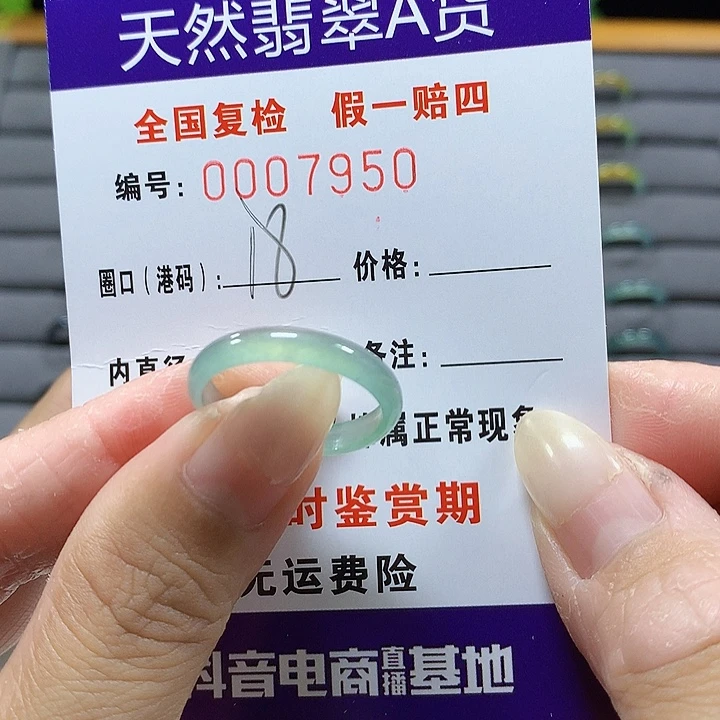 天然翡翠A货
全国复检 假一赔四
编号：0007950
圈口（港码）：18 价格：
内直径 备注：
属正常现象
时鉴赏期
元运费险
抖音电商直播基地